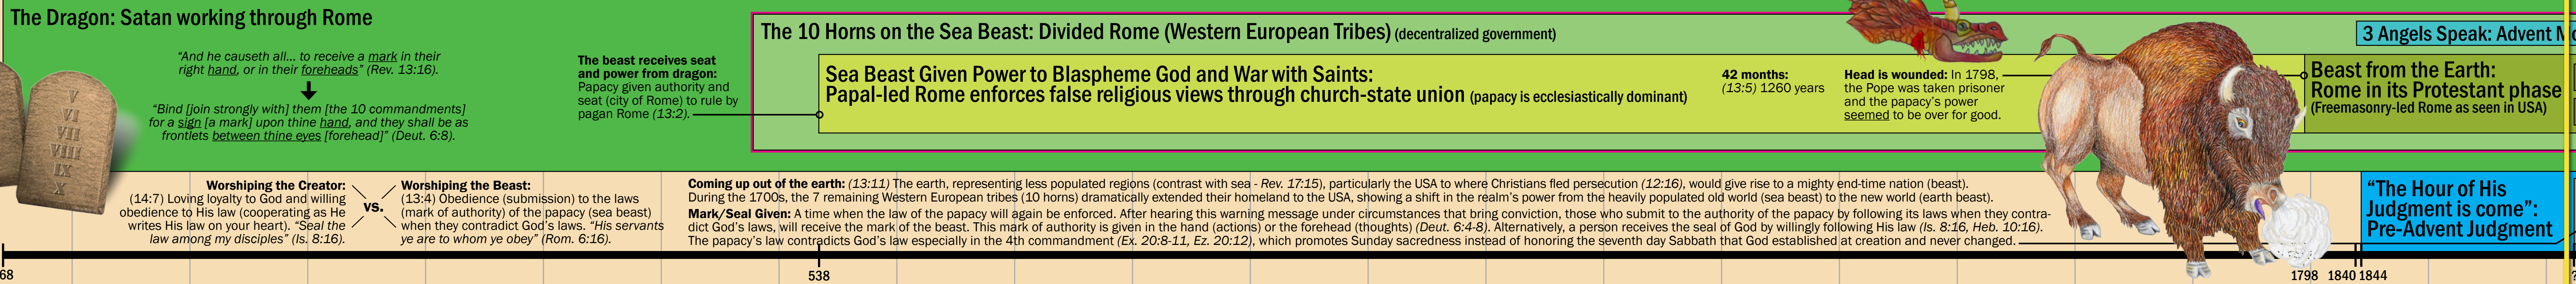 The Dragon: Satan working through Rome
“And he causeth all... to receive a mark in their
right hand, or in their foreheads” (Rev. 13:16).
“Bind [join strongly with] them [the 10 commandments]
for a sign [a mark] upon thine hand, and they shall be as
frontlets between thine eyes [forehead]” (Deut. 6:8).
V
VI
VII
VIII
IX
X
The beast receives seat
and power from dragon:
Papacy given authority and
seat (city of Rome) to rule by
pagan Rome (13:2).
The 10 Horns on the Sea Beast: Divided Rome (Western European Tribes) (decentralized government)
Sea Beast Given Power to Blaspheme God and War with Saints:
Papal-led Rome enforces false religious views through church-state union (papacy is ecclesiastically dominant)
42 months:
(13:5) 1260 years
Head is wounded: In 1798,
the Pope was taken prisoner
and the papacy’s power
seemed to be over for good.
3 Angels Speak: Advent
Beast from the Earth:
Rome in its Protestant phase
(Freemasonry-led Rome as seen in USA)
Worshiping the Creator:
(14:7) Loving loyalty to God and willing
obedience to His law (cooperating as He
writes His law on your heart). “Seal the
law among my disciples” (Is. 8:16).
vs.
Worshiping the Beast:
(13:4) Obedience (submission) to the laws
(mark of authority) of the papacy (sea beast)
when they contradict God’s laws. “His servants
ye are to whom ye obey” (Rom. 6:16).
Coming up out of the earth: (13:11) The earth, representing less populated regions (contrast with sea - Rev. 17:15), particularly the USA to where Christians fled persecution (12:16), would give rise to a mighty end-time nation (beast).
During the 1700s, the 7 remaining Western European tribes (10 horns) dramatically extended their homeland to the USA, showing a shift in the realm’s power from the heavily populated old world (sea beast) to the new world (earth beast).
Mark/Seal Given: A time when the law of the papacy will again be enforced. After hearing this warning message under circumstances that bring conviction, those who submit to the authority of the papacy by following its laws when they contra-
dict God’s laws, will receive the mark of the beast. This mark of authority is given in the hand (actions) or the forehead (thoughts) (Deut. 6:4-8). Alternatively, a person receives the seal of God by willingly following His law (Is. 8:16, Heb. 10:16).
The papacy’s law contradicts God’s law especially in the 4th commandment (Ex. 20:8-11, Ez. 20:12), which promotes Sunday sacredness instead of honoring the seventh day Sabbath that God established at creation and never changed.
“The Hour of His
Judgment is come”:
Pre-Advent Judgment
68
538
1798
1840
1844